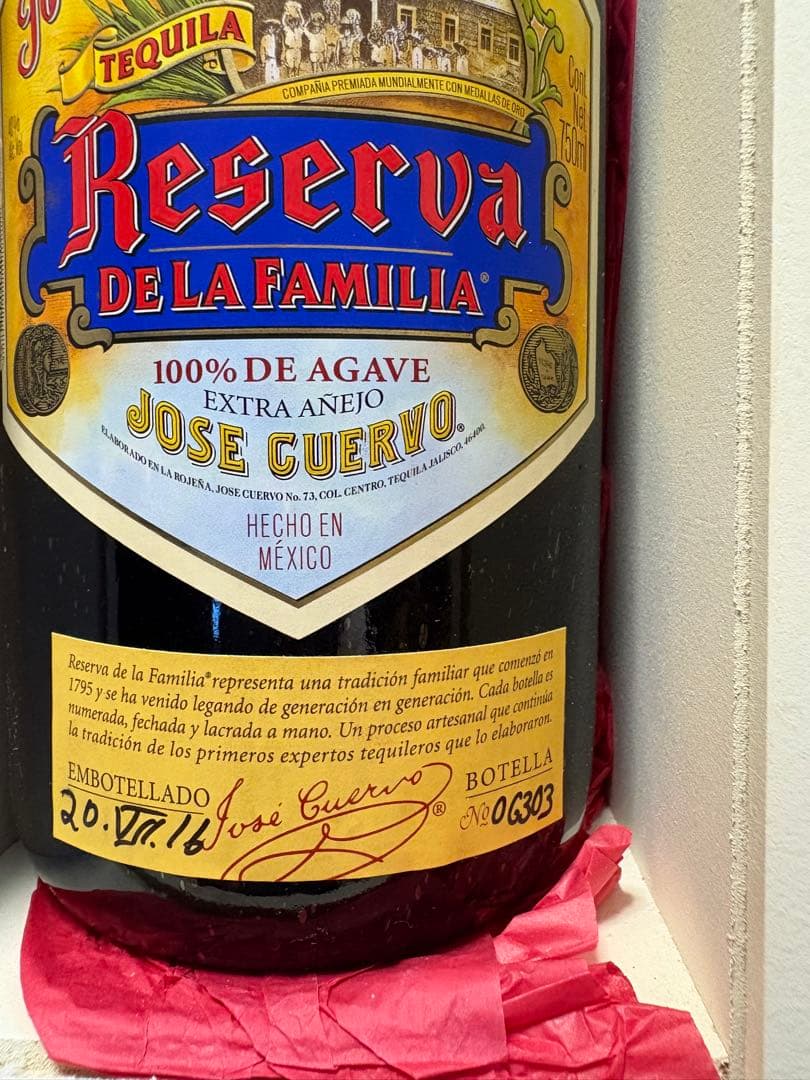 TEQUILA
COMPAÑIA PREMIADA MUNDIALMENTE CON MEDALLAS DE ORO
Cont. Net. 750ml
Reserva
DE LA FAMILIA®
100% DE AGAVE
EXTRA AÑEJO
JOSE CUERVO®
ELABORADO EN LA ROJEÑA, JOSE CUERVO No. 73, COL. CENTRO, TEQUILA JALISCO, 46400.
HECHO EN
MÉXICO
Reserva de la Familia® representa una tradición familiar que comenzó en
1795 y se ha venido legando de generación en generación. Cada botella es
numerada, fechada y lacrada a mano. Un proceso artesanal que continúa
la tradición de los primeros expertos tequileros que lo elaboraron.
EMBOTELLADO
20.VII.16
José Cuervo ®
BOTELLA
Nº 0G303